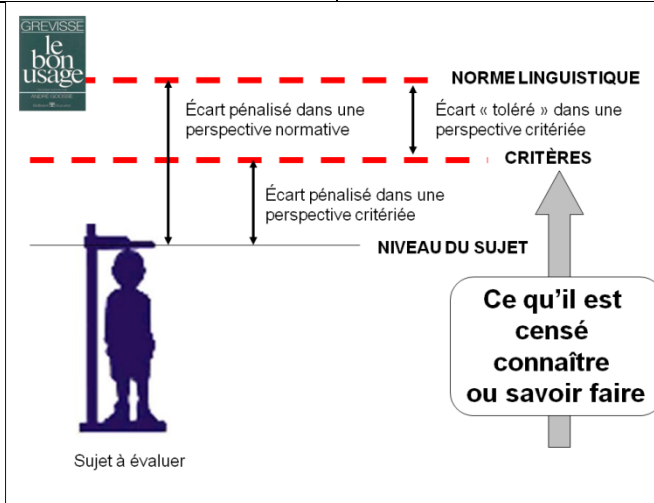 GREVISSE
le
bon
usage
NORME LINGUISTIQUE
Écart pénalisé dans une
perspective normative
Écart « toléré » dans une
perspective critériée
CRITÈRES
Écart pénalisé dans une
perspective critériée
NIVEAU DU SUJET
Ce qu'il est
censé
connaître
ou savoir faire
Sujet à évaluer